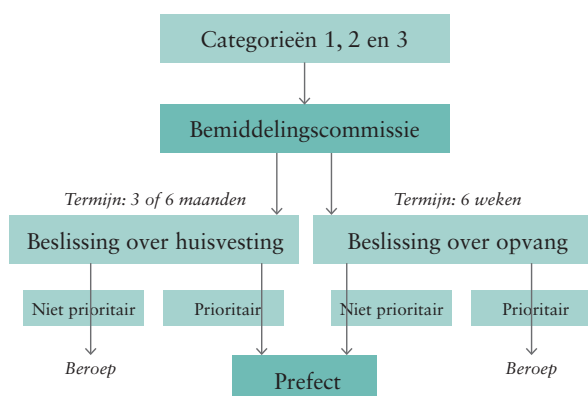 Categorieën 1, 2 en 3
Bemiddelingscommissie
Termijn: 3 of 6 maanden
Termijn: 6 weken
Beslissing over huisvesting
Beslissing over opvang
Niet prioritair
Prioritair
Niet prioritair
Prioritair
Beroep
Beroep
Prefect